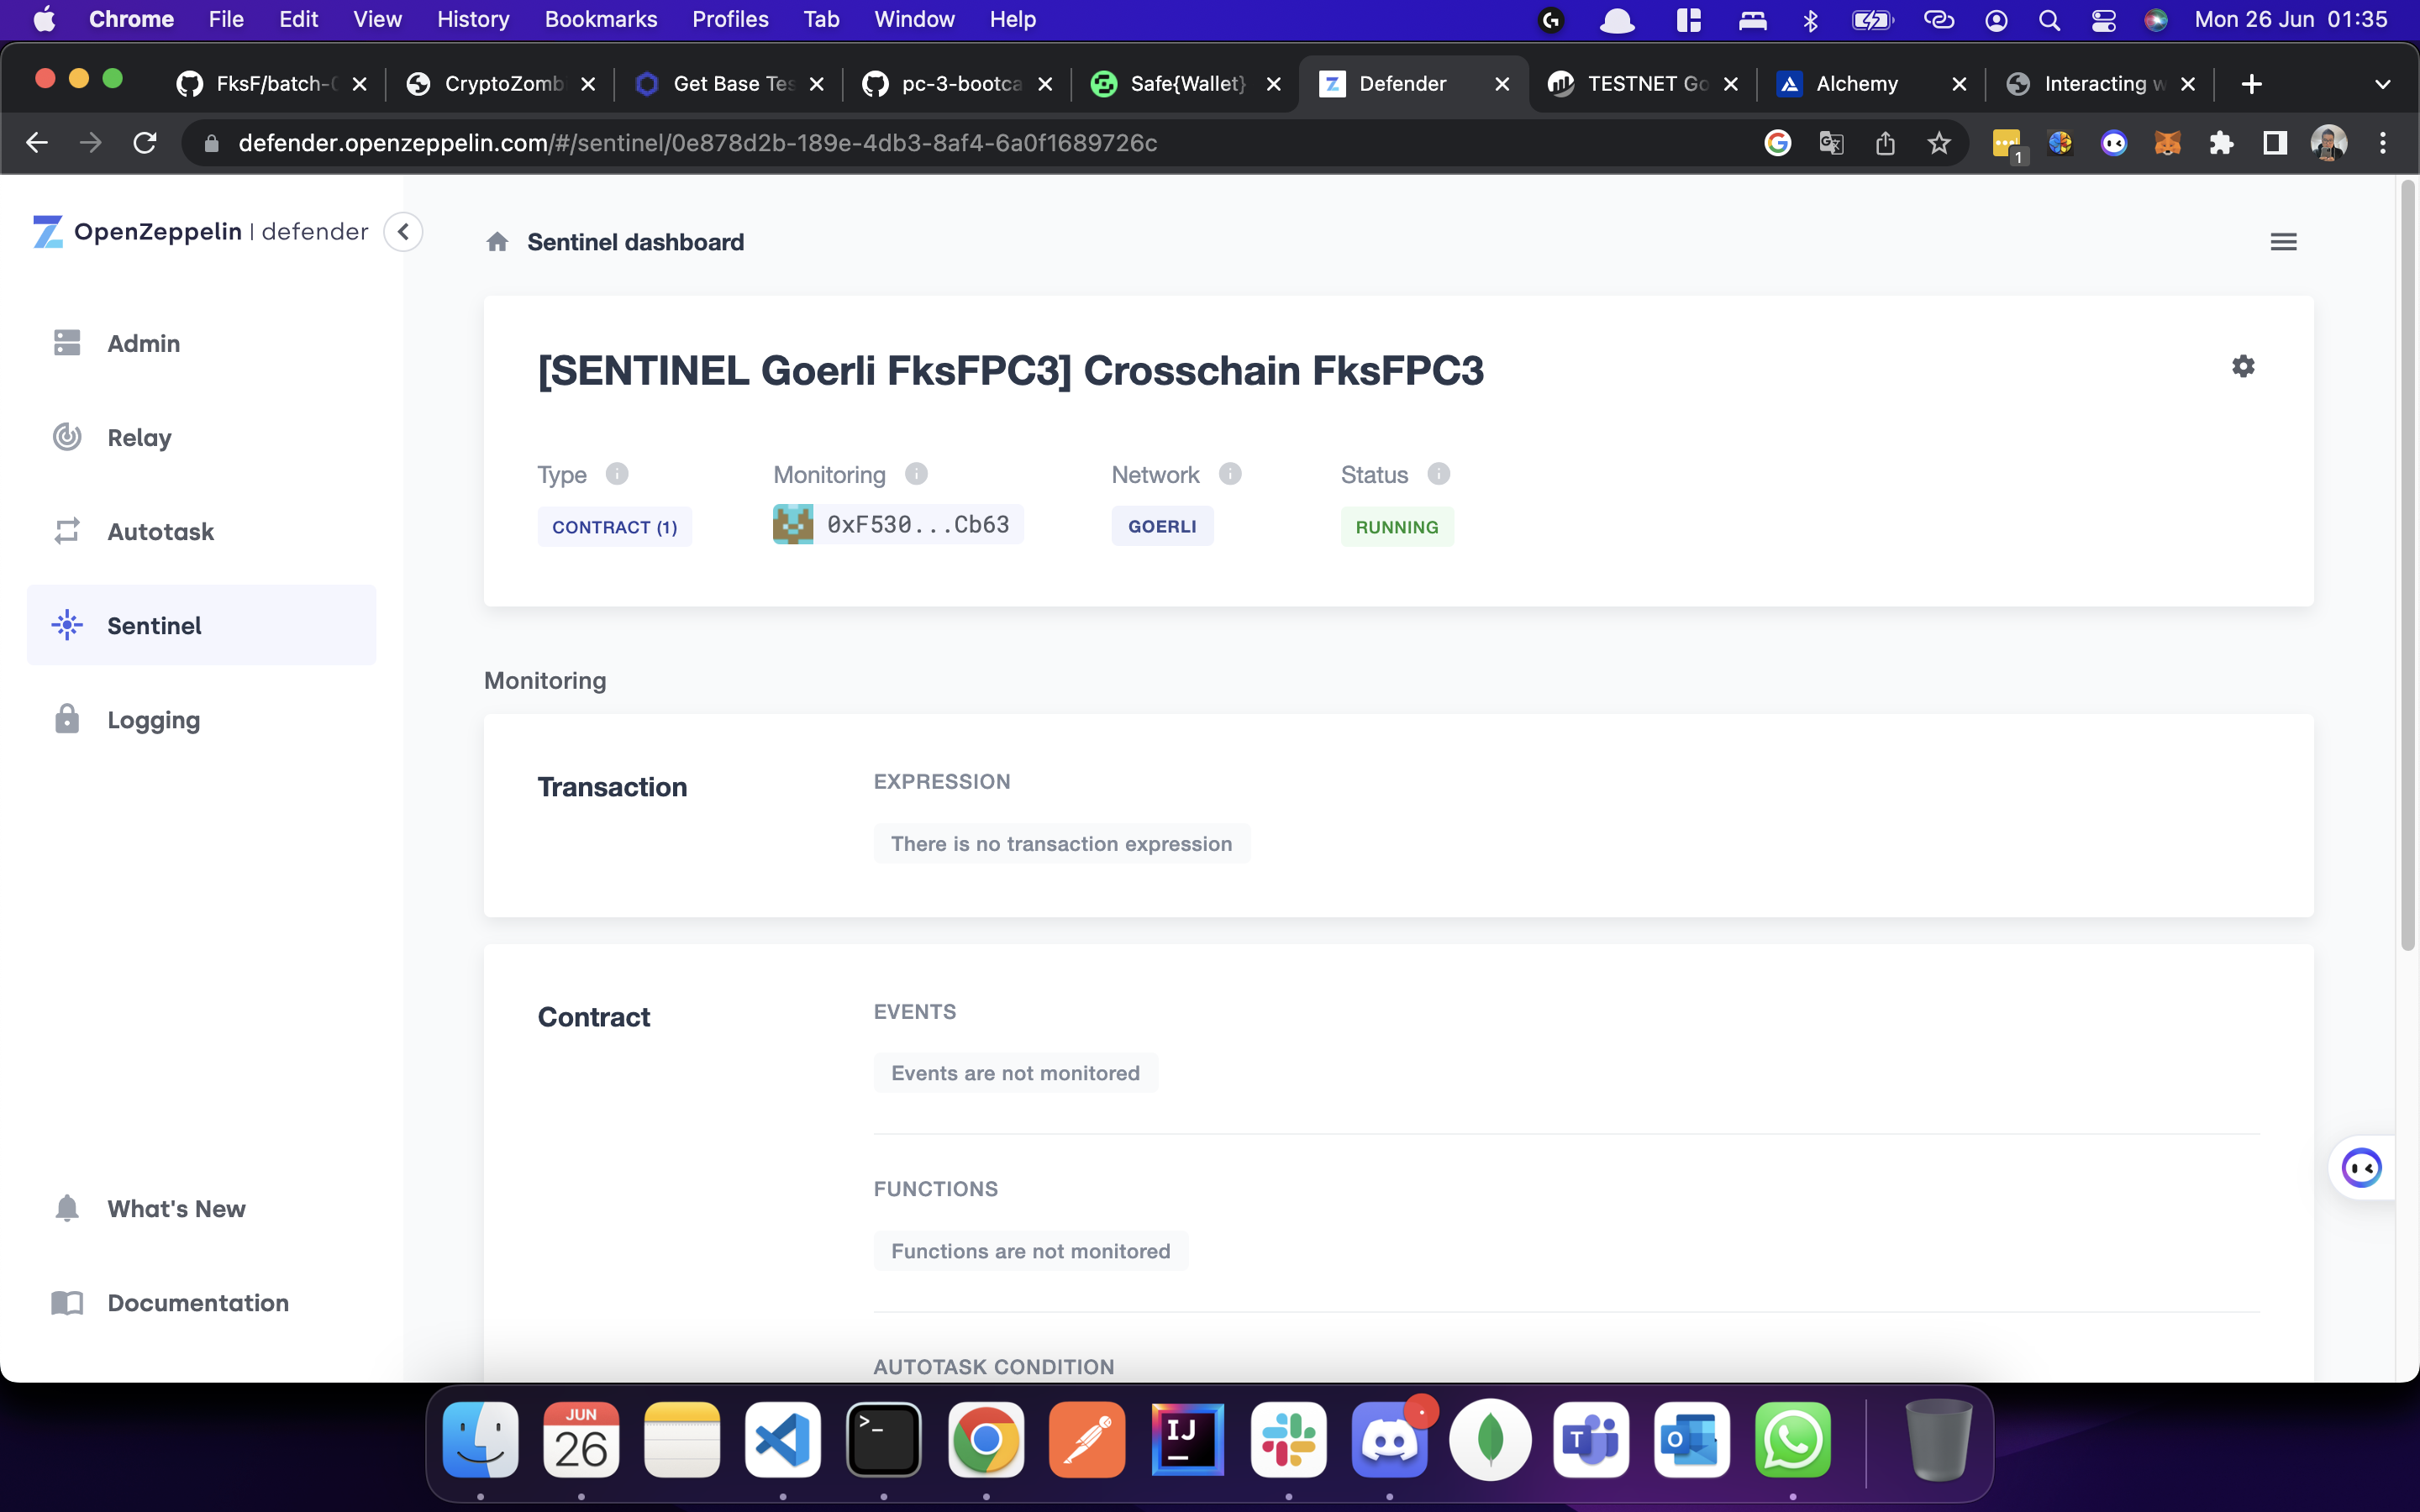 Chrome File Edit View History Bookmarks Profiles Tab Window Help Mon 26 Jun 01:35
FksF/batch- CryptoZomb Get Base Tes pc-3-bootca Safe{Wallet} Defender TESTNET Go Alchemy Interacting w
defender.openzeppelin.com/#/sentinel/0e878d2b-189e-4db3-8af4-6a0f1689726c
1
OpenZeppelin | defender
Admin
Relay
Autotask
Sentinel
Logging
What's New
Documentation
Sentinel dashboard
[SENTINEL Goerli FksFPC3] Crosschain FksFPC3
Type Monitoring Network Status
CONTRACT (1) 0xF530...Cb63 GOERLI RUNNING
Monitoring
Transaction
EXPRESSION
There is no transaction expression
Contract
EVENTS
Events are not monitored
FUNCTIONS
Functions are not monitored
AUTOTASK CONDITION
JUN
26
IJ